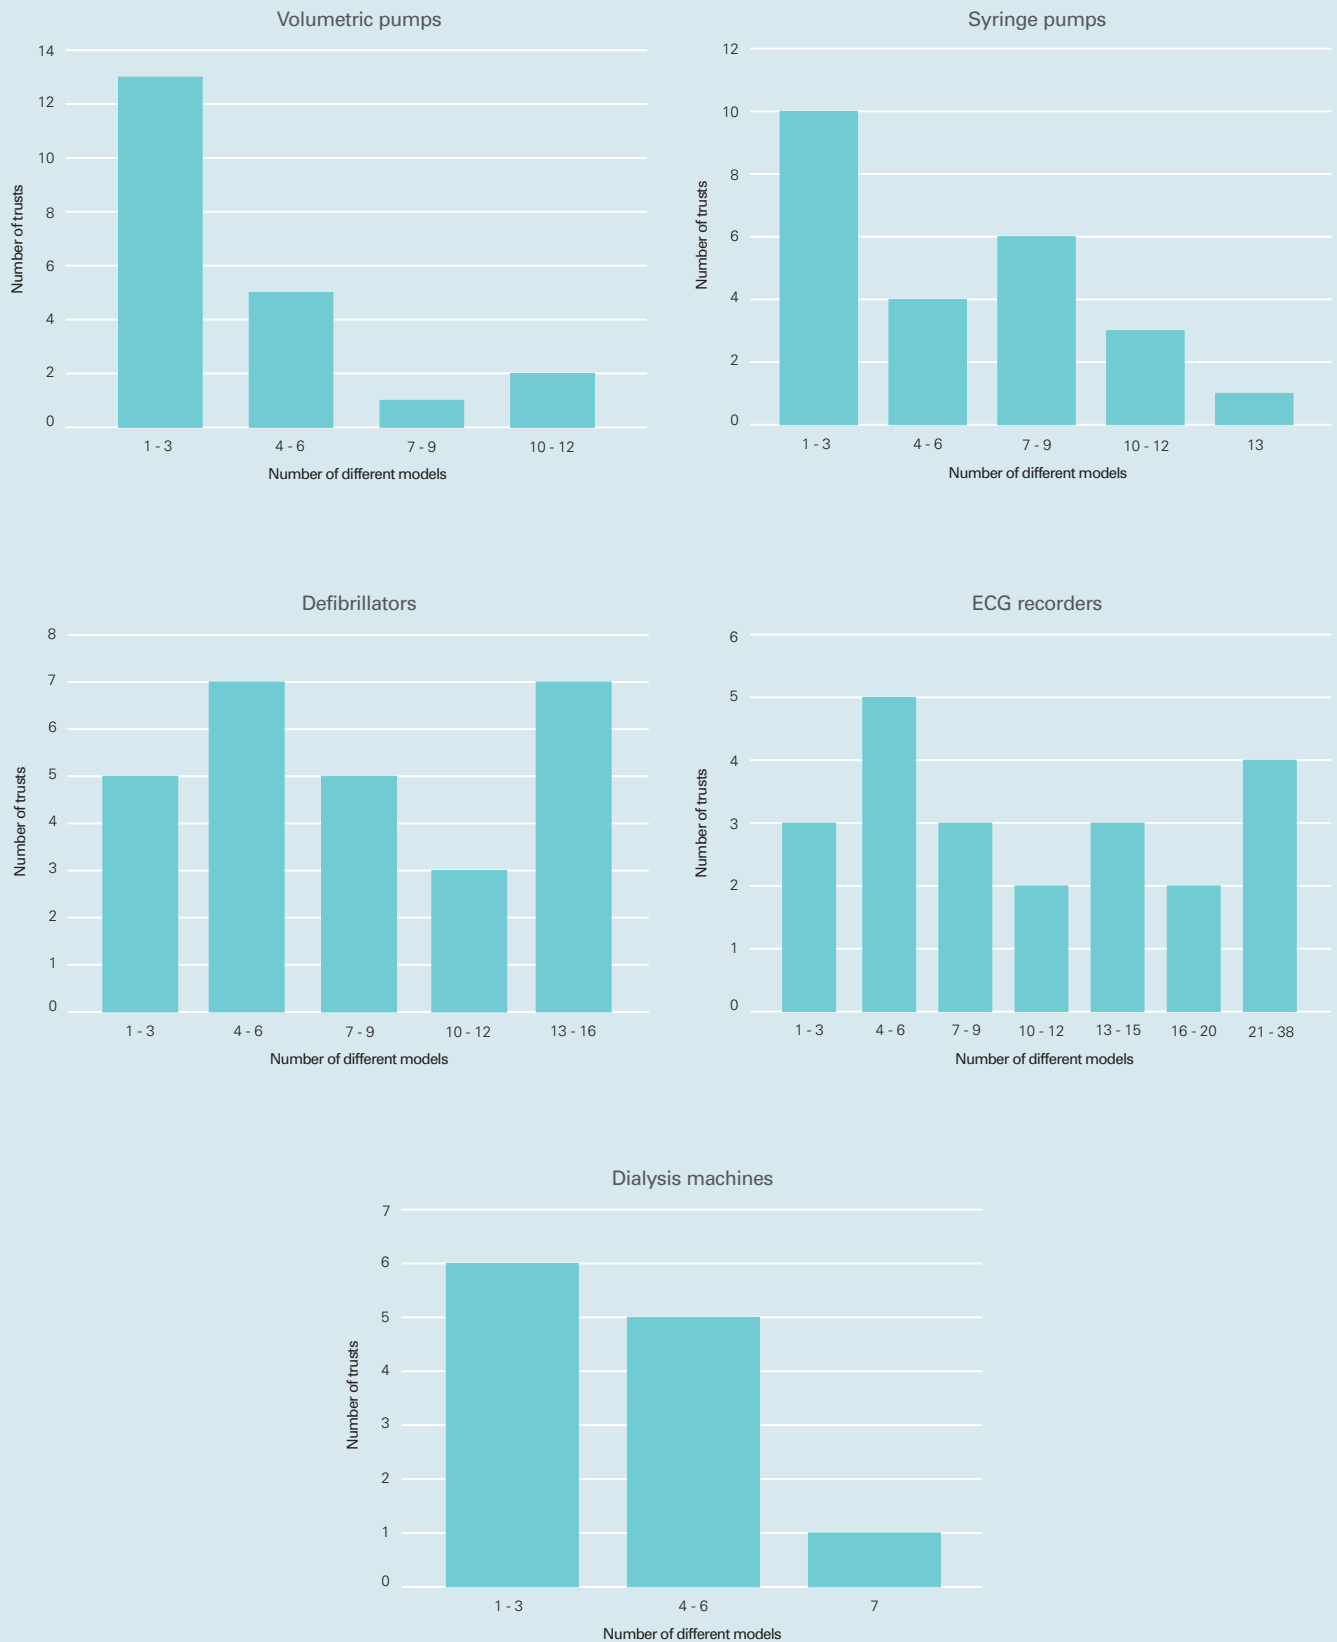 Volumetric pumps
14
12
10
8
6
4
2
0
Number of trusts
1 - 3
4 - 6
7 - 9
10 - 12
Number of different models
Syringe pumps
12
10
8
6
4
2
0
Number of trusts
1 - 3
4 - 6
7 - 9
10 - 12
13
Number of different models
Defibrillators
8
7
6
5
4
3
2
1
0
Number of trusts
1 - 3
4 - 6
7 - 9
10 - 12
13 - 16
Number of different models
ECG recorders
6
5
4
3
2
1
0
Number of trusts
1 - 3
4 - 6
7 - 9
10 - 12
13 - 15
16 - 20
21 - 38
Number of different models
Dialysis machines
7
6
5
4
3
2
1
0
Number of trusts
1 - 3
4 - 6
7
Number of different models